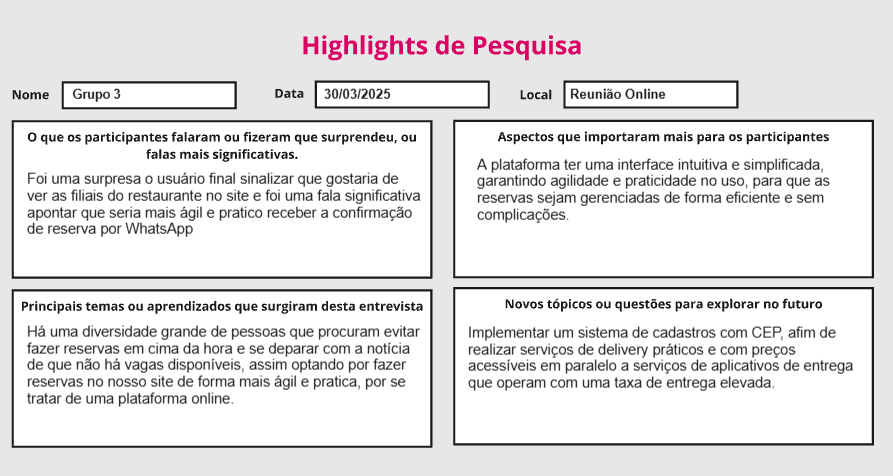 Highlights de Pesquisa
Nome Grupo 3 Data 30/03/2025 Local Reunião Online
O que os participantes falaram ou fizeram que surpreendeu, ou
falas mais significativas.
Foi uma surpresa o usuário final sinalizar que gostaria de
ver as filiais do restaurante no site e foi uma fala significativa
apontar que seria mais ágil e pratico receber a confirmação
de reserva por WhatsApp
Aspectos que importaram mais para os participantes
A plataforma ter uma interface intuitiva e simplificada,
garantindo agilidade e praticidade no uso, para que as
reservas sejam gerenciadas de forma eficiente e sem
complicações.
Principais temas ou aprendizados que surgiram desta entrevista
Há uma diversidade grande de pessoas que procuram evitar
fazer reservas em cima da hora e se deparar com a notícia
de que não há vagas disponíveis, assim optando por fazer
reservas no nosso site de forma mais ágil e pratica, por se
tratar de uma plataforma online.
Novos tópicos ou questões para explorar no futuro
Implementar um sistema de cadastros com CEP, afim de
realizar serviços de delivery práticos e com preços
acessíveis em paralelo a serviços de aplicativos de entrega
que operam com uma taxa de entrega elevada.